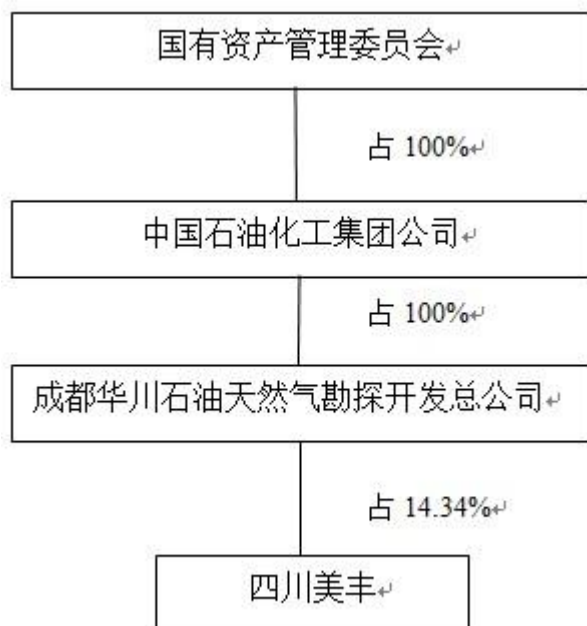 国有资产管理委员会↵
占 100%↵
中国石油化工集团公司↵
占 100%↵
成都华川石油天然气勘探开发总公司↵
占 14.34%↵
四川美丰↵